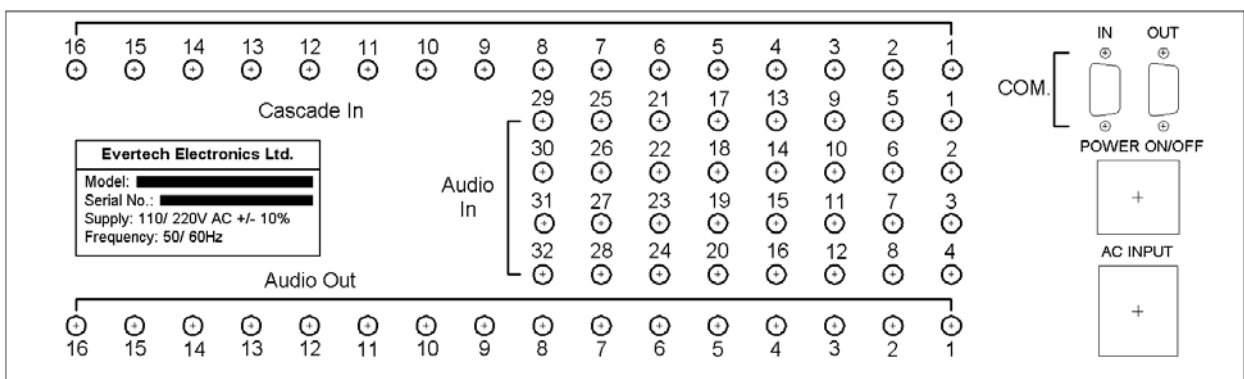 16 15 14 13 12 11 10 9 8 7 6 5 4 3 2 1
Cascade In
IN OUT
COM.
29 25 21 17 13 9 5 1
30 26 22 18 14 10 6 2
31 27 23 19 15 11 7 3
32 28 24 20 16 12 8 4
Audio
In
Evertech Electronics Ltd.
Model:
Serial No.:
Supply: 110/ 220V AC +/- 10%
Frequency: 50/ 60Hz
POWER ON/OFF
AC INPUT
Audio Out
16 15 14 13 12 11 10 9 8 7 6 5 4 3 2 1